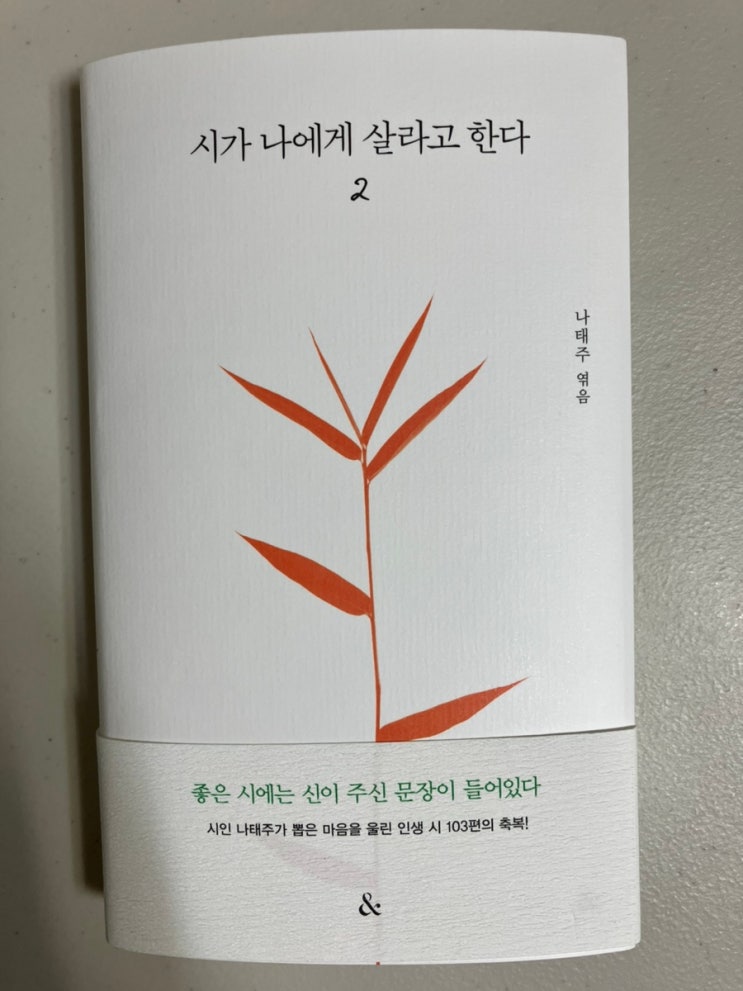 시가 나에게 살라고 한다
2
나태주 엮음
좋은 시에는 신이 주신 문장이 들어있다
시인 나태주가 뽑은 마음을 울린 인생 시 103편의 축복!
&